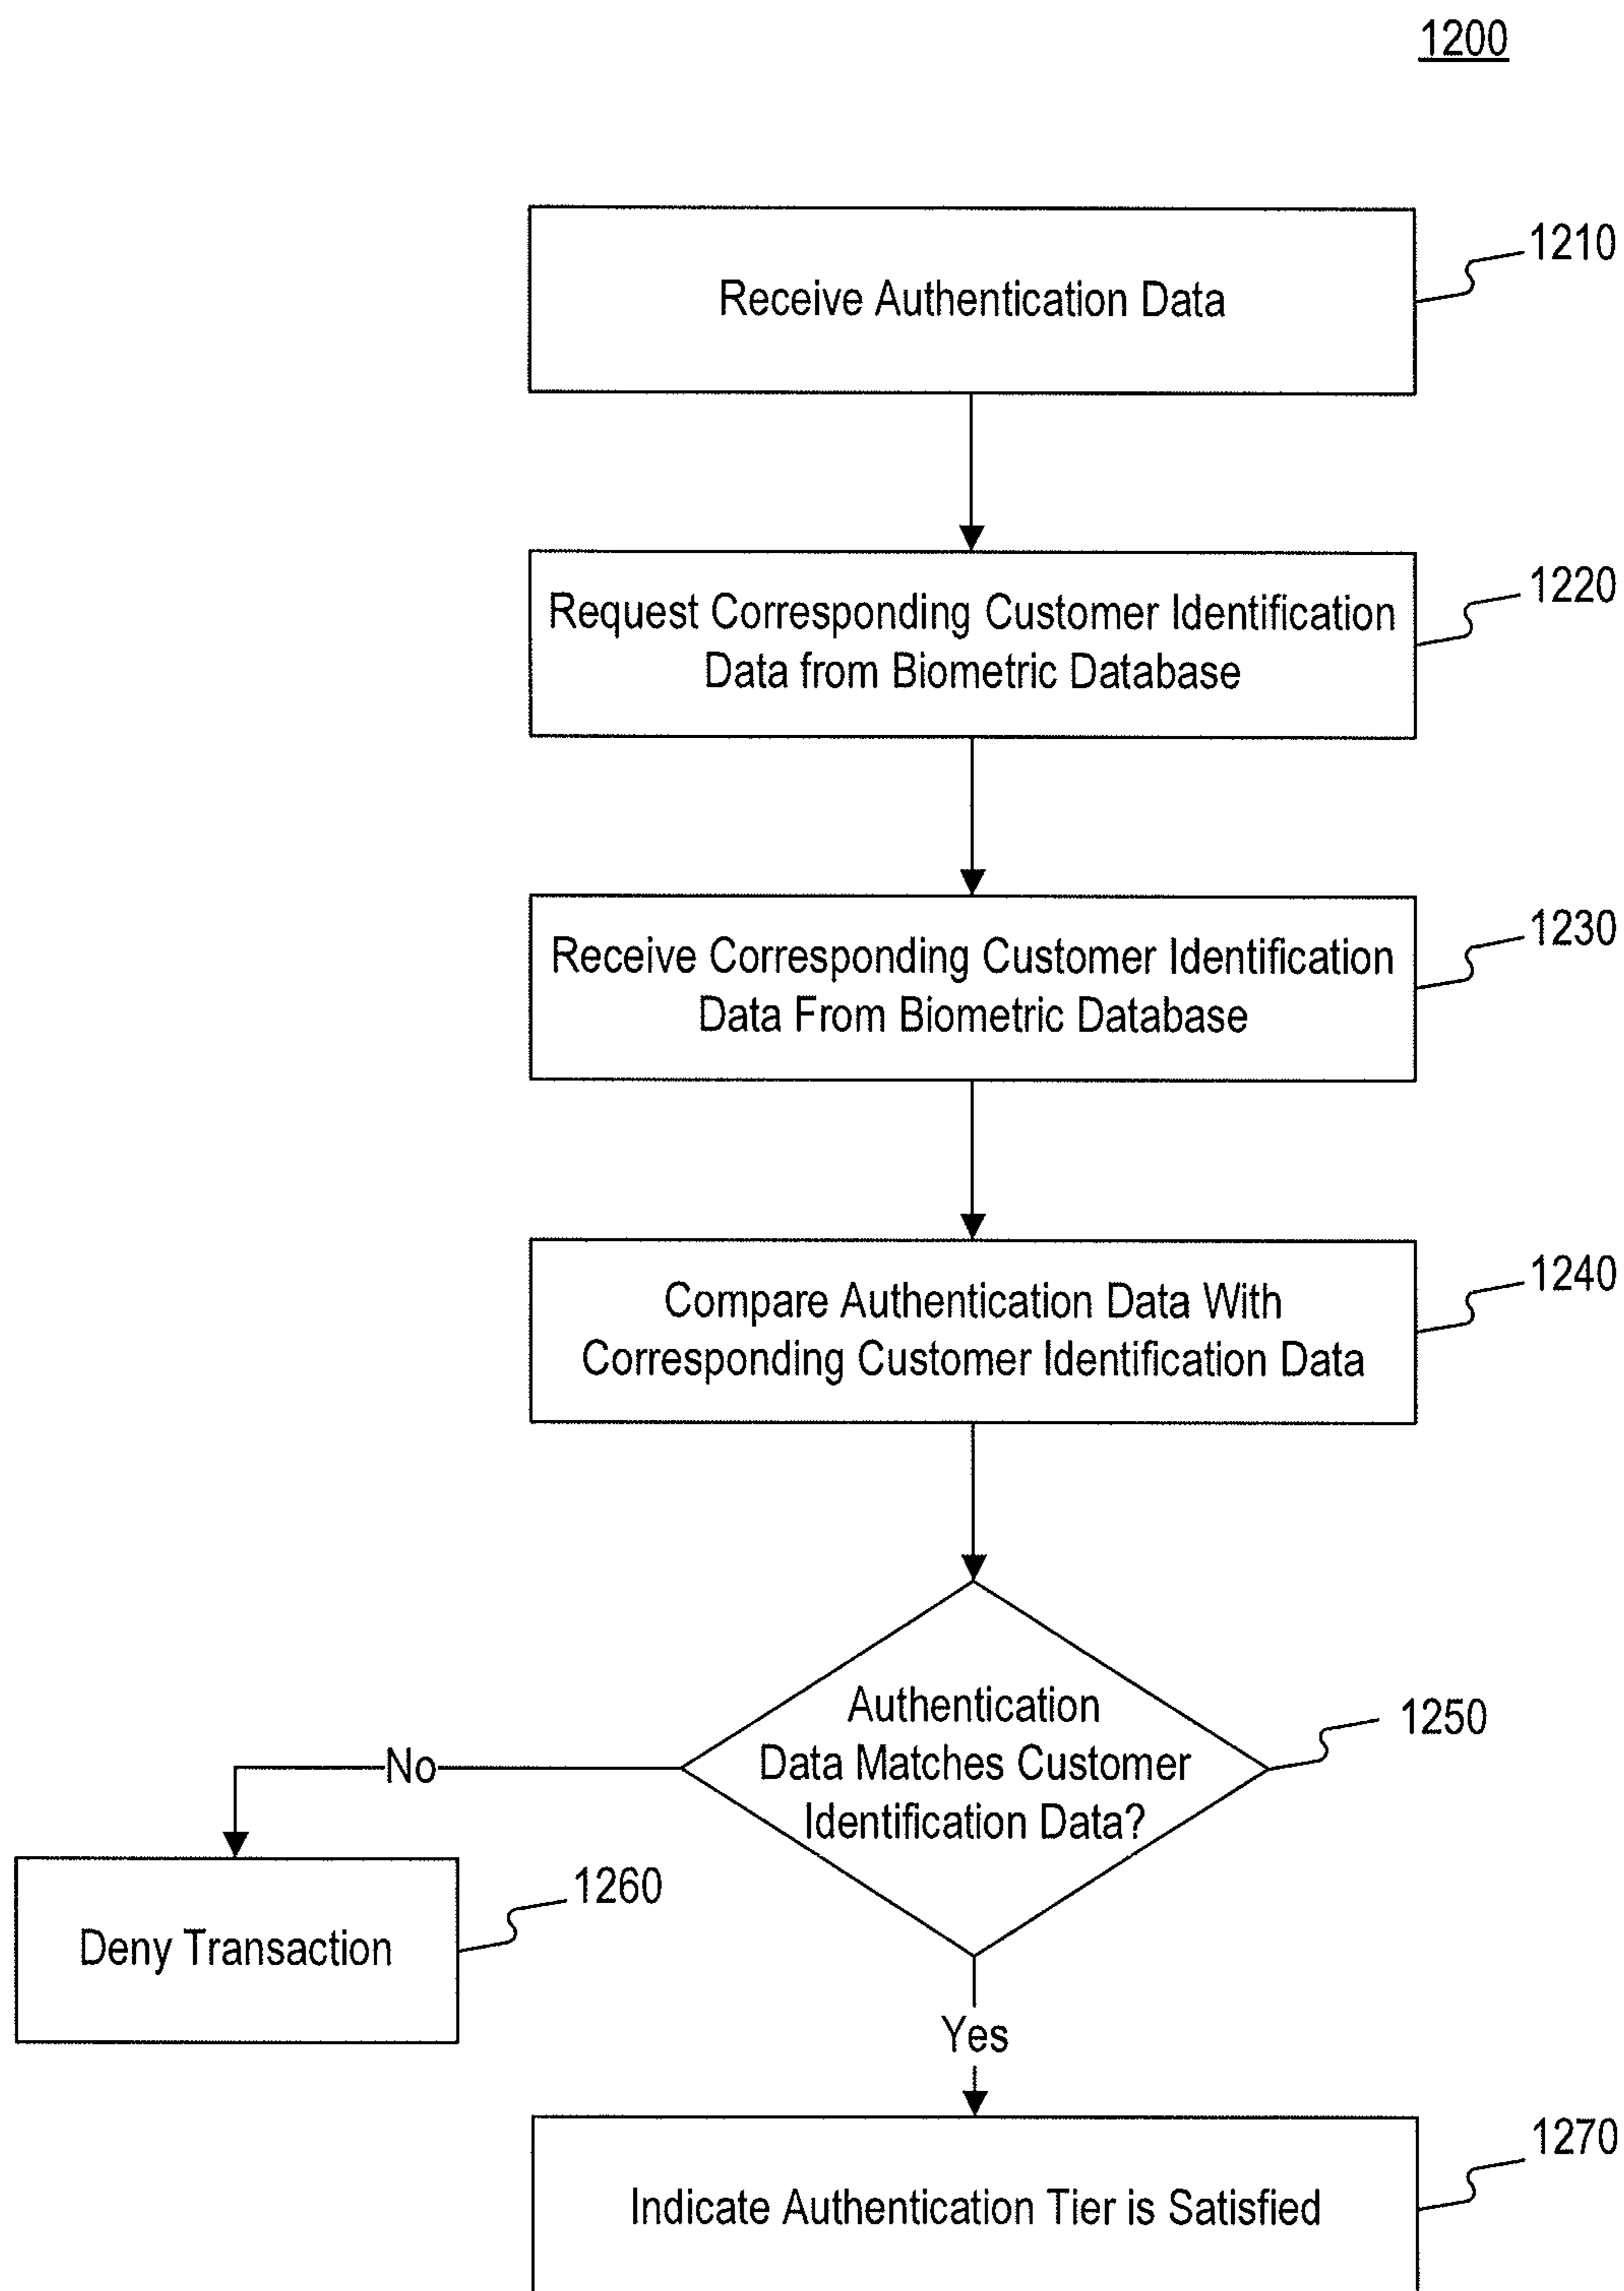 1200
Receive Authentication Data
1210
Request Corresponding Customer Identification
Data from Biometric Database
1220
Receive Corresponding Customer Identification
Data From Biometric Database
1230
Compare Authentication Data With
Corresponding Customer Identification Data
1240
Authentication
Data Matches Customer
Identification Data?
1250
No
Deny Transaction
1260
Yes
Indicate Authentication Tier is Satisfied
1270